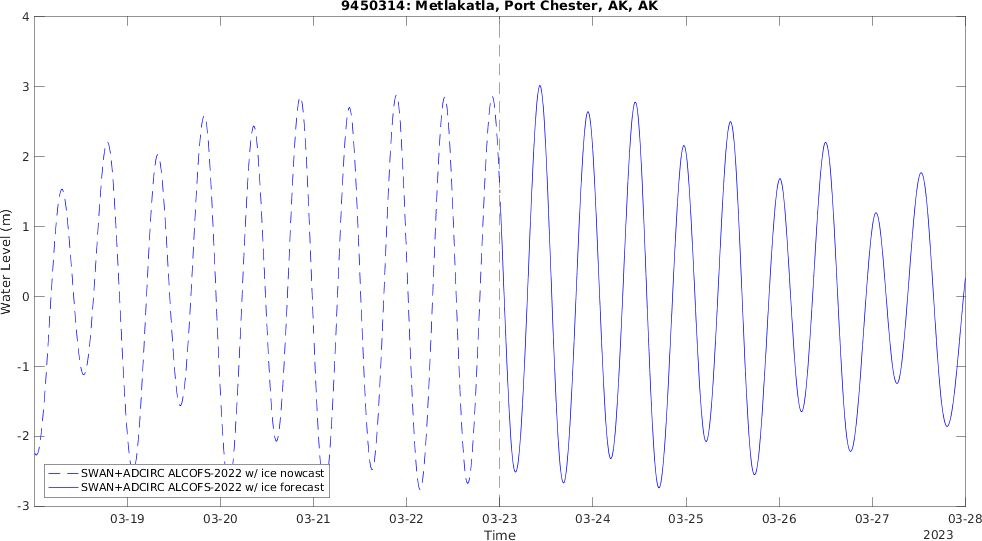 9450314: Metlakatla, Port Chester, AK, AK
4
3
2
1
0
-1
-2
-3
Water Level (m)
SWAN+ADCIRC ALCOFS-2022 w/ ice nowcast
SWAN+ADCIRC ALCOFS-2022 w/ ice forecast
03-19 03-20 03-21 03-22 03-23 03-24 03-25 03-26 03-27 03-28
Time
2023